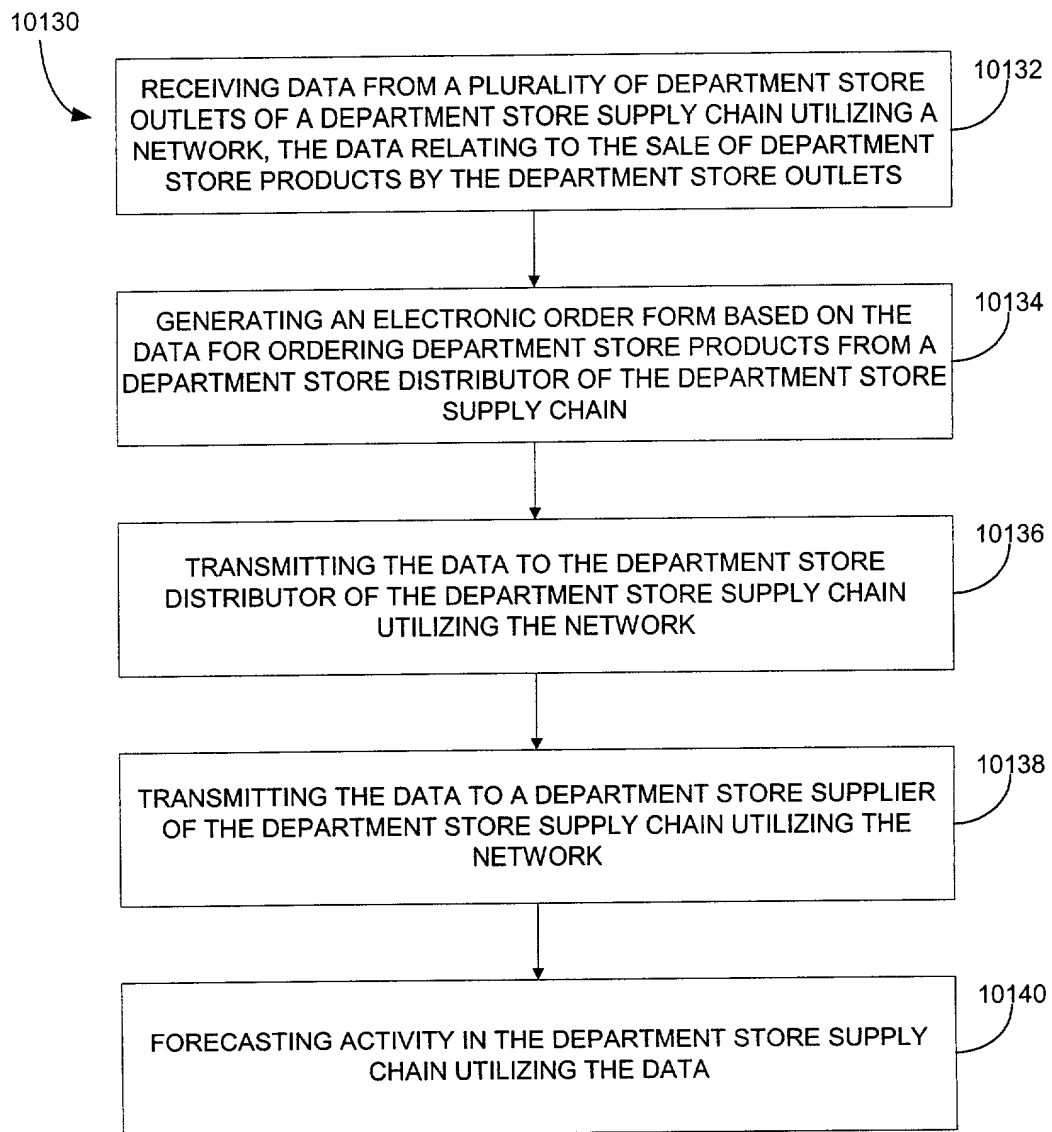 10130
RECEIVING DATA FROM A PLURALITY OF DEPARTMENT STORE
OUTLETS OF A DEPARTMENT STORE SUPPLY CHAIN UTILIZING A
NETWORK, THE DATA RELATING TO THE SALE OF DEPARTMENT
STORE PRODUCTS BY THE DEPARTMENT STORE OUTLETS
10132
GENERATING AN ELECTRONIC ORDER FORM BASED ON THE
DATA FOR ORDERING DEPARTMENT STORE PRODUCTS FROM A
DEPARTMENT STORE DISTRIBUTOR OF THE DEPARTMENT STORE
SUPPLY CHAIN
10134
TRANSMITTING THE DATA TO THE DEPARTMENT STORE
DISTRIBUTOR OF THE DEPARTMENT STORE SUPPLY CHAIN
UTILIZING THE NETWORK
10136
TRANSMITTING THE DATA TO A DEPARTMENT STORE SUPPLIER
OF THE DEPARTMENT STORE SUPPLY CHAIN UTILIZING THE
NETWORK
10138
FORECASTING ACTIVITY IN THE DEPARTMENT STORE SUPPLY
CHAIN UTILIZING THE DATA
10140